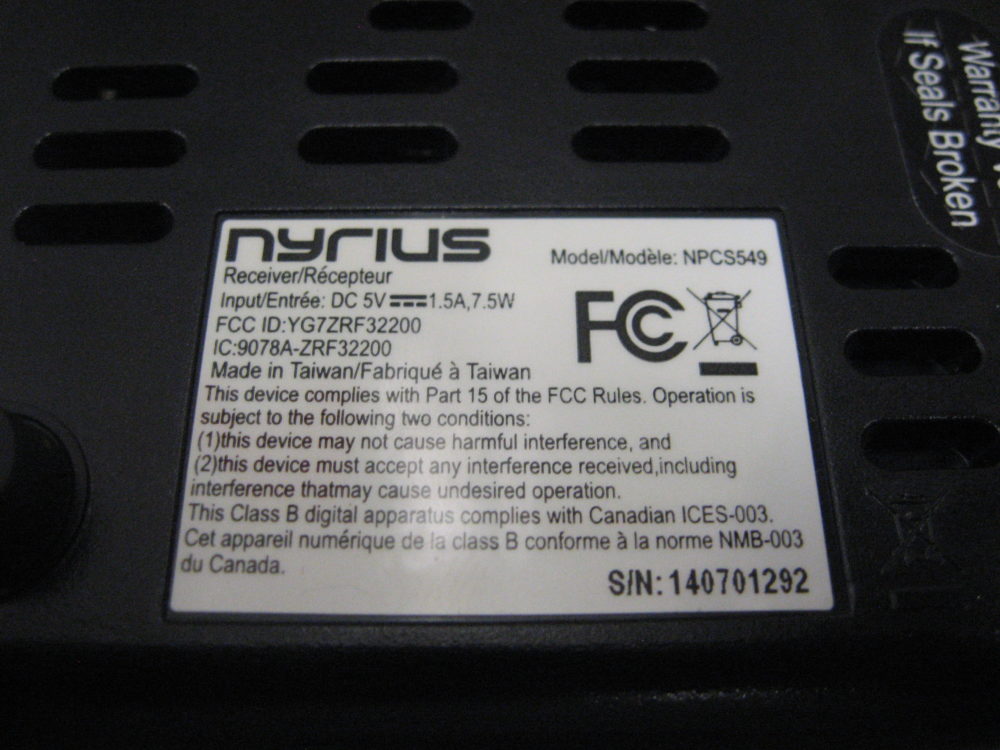 Warranty
If Seals Broken
nyrius
Receiver/Récepteur
Model/Modèle: NPCS549
Input/Entrée: DC 5V⎓1.5A,7.5W
FCC ID:YG7ZRF32200
IC:9078A-ZRF32200
FC
Made in Taiwan/Fabriqué à Taiwan
This device complies with Part 15 of the FCC Rules. Operation is
subject to the following two conditions:
(1)this device may not cause harmful interference, and
(2)this device must accept any interference received,including
interference thatmay cause undesired operation.
This Class B digital apparatus complies with Canadian ICES-003.
Cet appareil numérique de la class B conforme à la norme NMB-003
du Canada.
S/N: 140701292